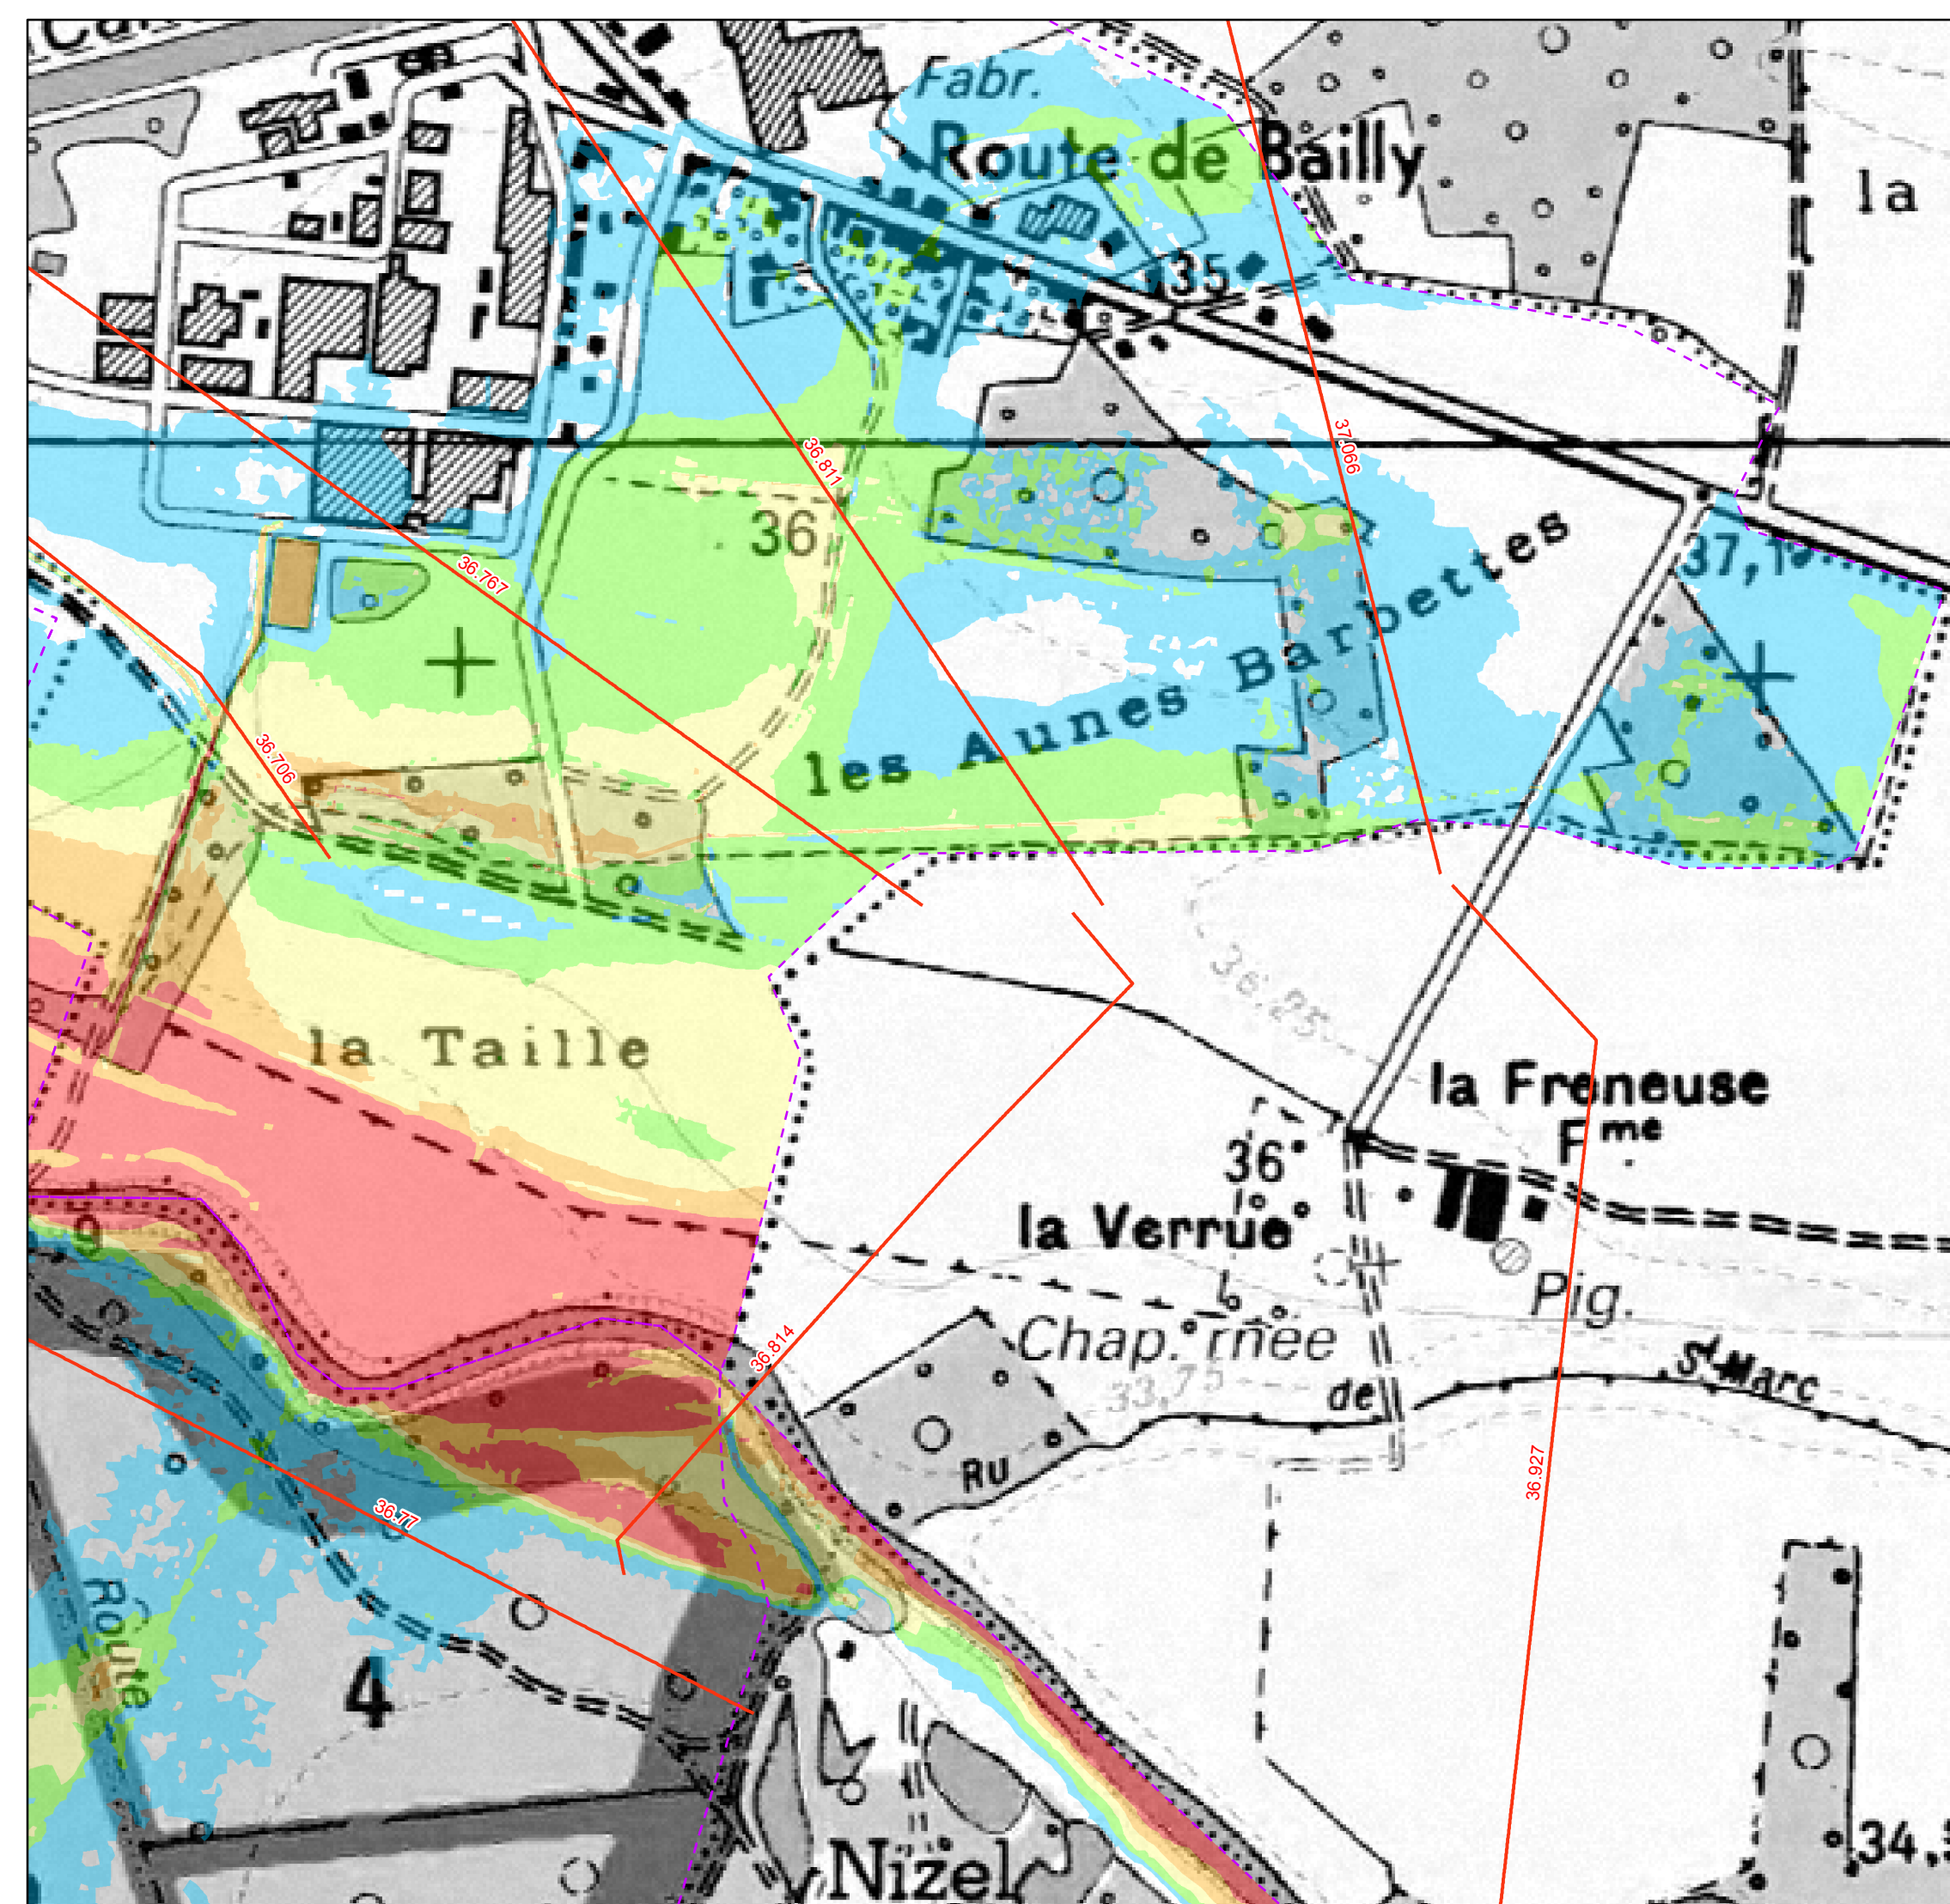 Fabr.
Route de Bailly
la
35
37.066
36.811
36
36.767
37,1
les Aunes Barbettes
36.706
36.25
la Taille
la Freneuse
Fme
36
la Verrue
Pig.
Chap. rnée
33,75
St Marc
de
36.814
Ru
36.927
36.77
Route
4
Nizel
34,5